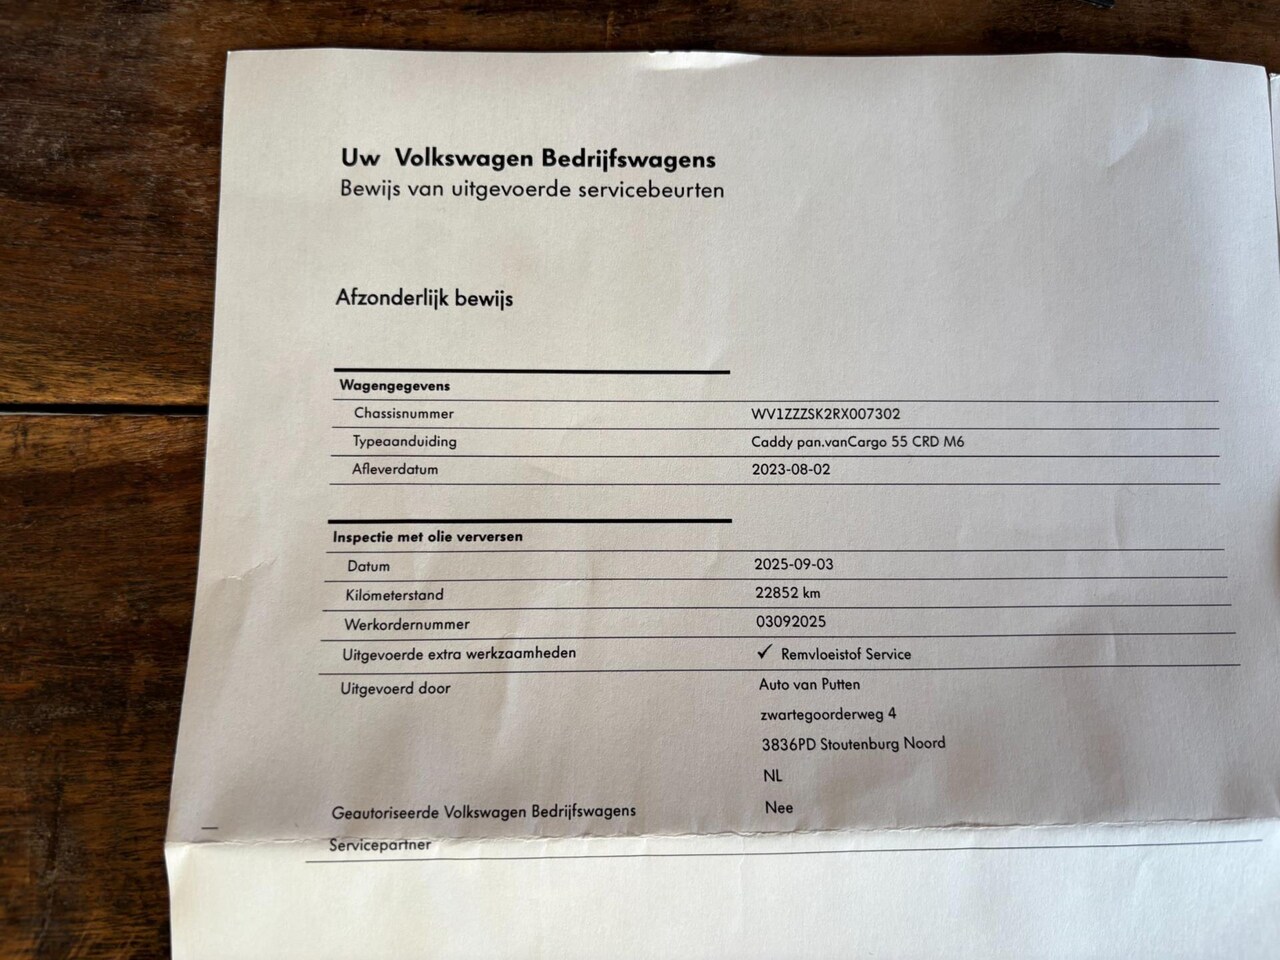 Uw Volkswagen Bedrijfswagens
Bewijs van uitgevoerde servicebeurten
Afzonderlijk bewijs
Wagengegevens
Chassisnummer WV1ZZZSK2RX007302
Typeaanduiding Caddy pan.vanCargo 55 CRD M6
Afleverdatum 2023-08-02
Inspectie met olie verversen
Datum 2025-09-03
Kilometerstand 22852 km
Werkordernummer 03092025
Uitgevoerde extra werkzaamheden ✓ Remvloeistof Service
Uitgevoerd door Auto van Putten
zwartegoorderweg 4
3836PD Stoutenburg Noord
NL
Geautoriseerde Volkswagen Bedrijfswagens Nee
Servicepartner